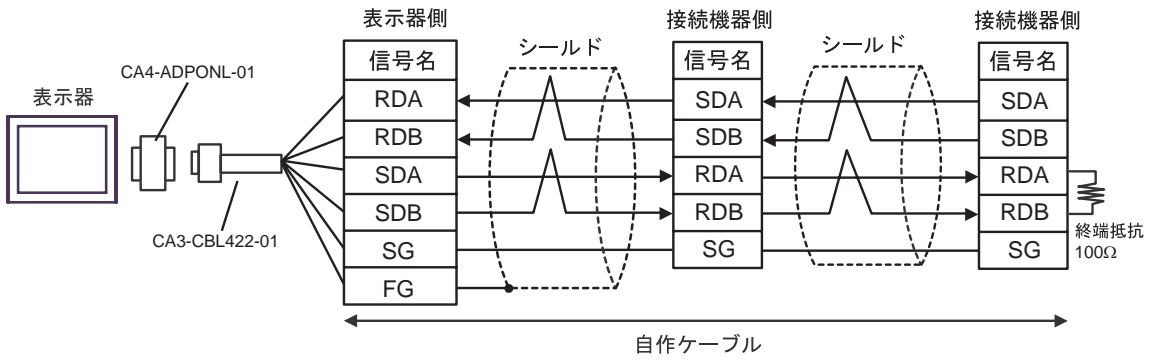 表示器側
接続機器側
接続機器側
シールド
シールド
CA4-ADPONL-01
表示器
CA3-CBL422-01
信号名
RDA
RDB
SDA
SDB
SG
FG
信号名
SDA
SDB
RDA
RDB
SG
信号名
SDA
SDB
RDA
RDB
SG
終端抵抗
100Ω
自作ケーブル